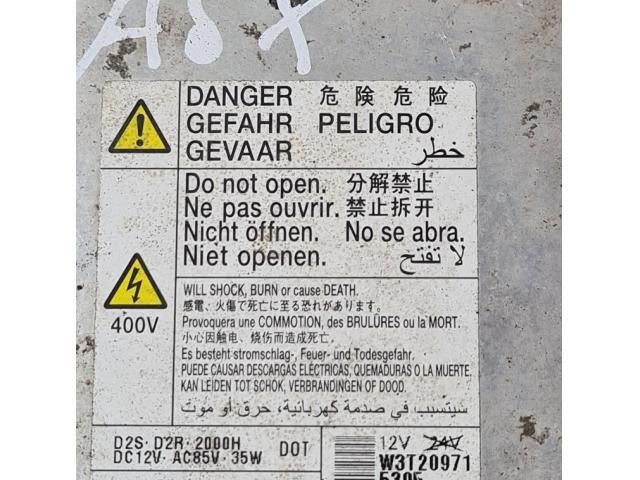 A8X
DANGER 危 険 危 险
GEFAHR PELIGRO
GEVAAR خطر
Do not open. 分解禁止
Ne pas ouvrir. 禁止拆开
Nicht öffnen. No se abra.
Niet openen. لا تفتح
400V
WILL SHOCK, BURN or cause DEATH.
感電、火傷で死亡に至る恐れがあります。
Provoquera une COMMOTION, des BRULÛRES ou la MORT.
小心因触电、烧伤而造成死亡。
Es besteht stromschlag-, Feuer- und Todesgefahr.
PUEDE CAUSAR DESCARGAS ELÉCTRICAS, QUEMADURAS O LA MUERTE.
KAN LEIDEN TOT SCHOK, VERBRANDINGEN OF DOOD.
سيتسبب في صدمة كهربائية، حرق أو موت
D2S·D2R·2000H DOT
DC12V·AC85V·35W
12V 24V
W3T20971
5395